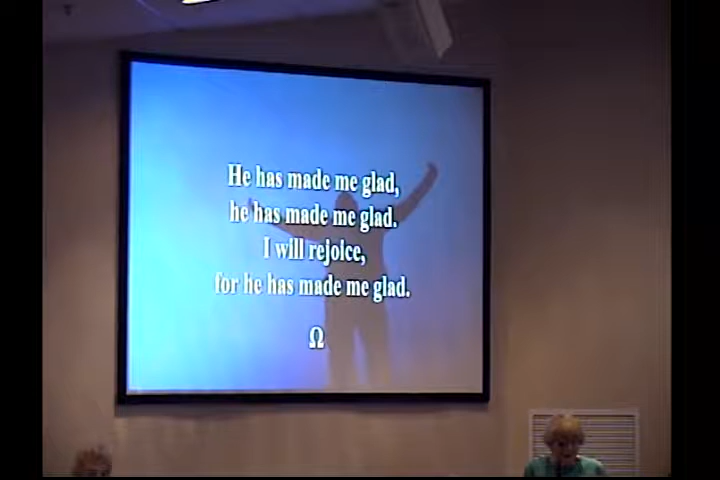 He has made me glad,
he has made me glad.
I will rejoice,
for he has made me glad.
Ω